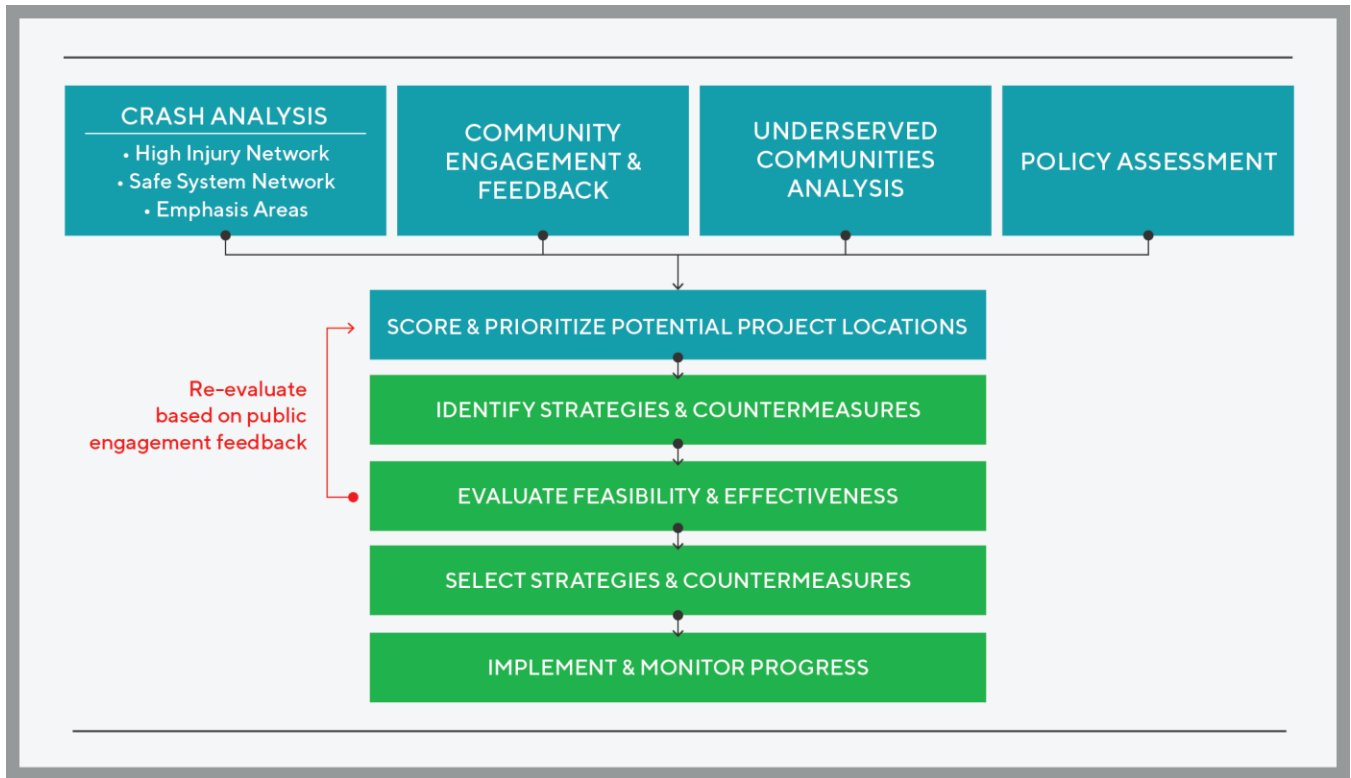 CRASH ANALYSIS
• High Injury Network
• Safe System Network
• Emphasis Areas
COMMUNITY
ENGAGEMENT &
FEEDBACK
UNDERSERVED
COMMUNITIES
ANALYSIS
POLICY ASSESSMENT
SCORE & PRIORITIZE POTENTIAL PROJECT LOCATIONS
Re-evaluate
based on public
engagement feedback
IDENTIFY STRATEGIES & COUNTERMEASURES
EVALUATE FEASIBILITY & EFFECTIVENESS
SELECT STRATEGIES & COUNTERMEASURES
IMPLEMENT & MONITOR PROGRESS